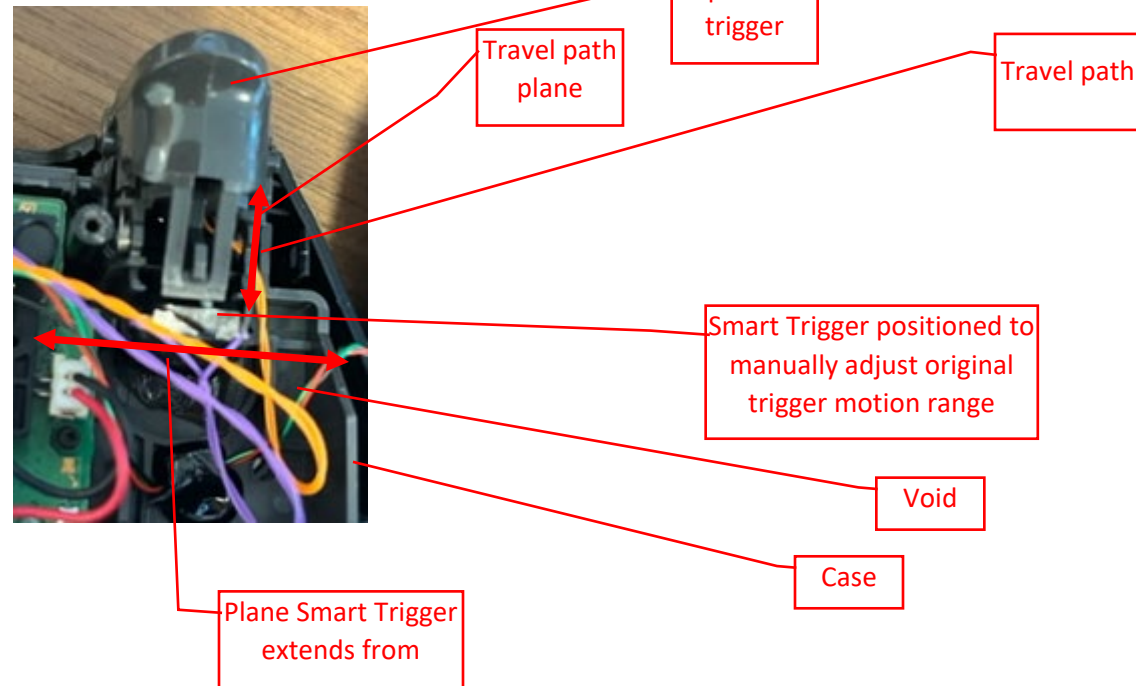 trigger
Travel path
plane
Travel path
Smart Trigger positioned to
manually adjust original
trigger motion range
Void
Case
Plane Smart Trigger
extends from